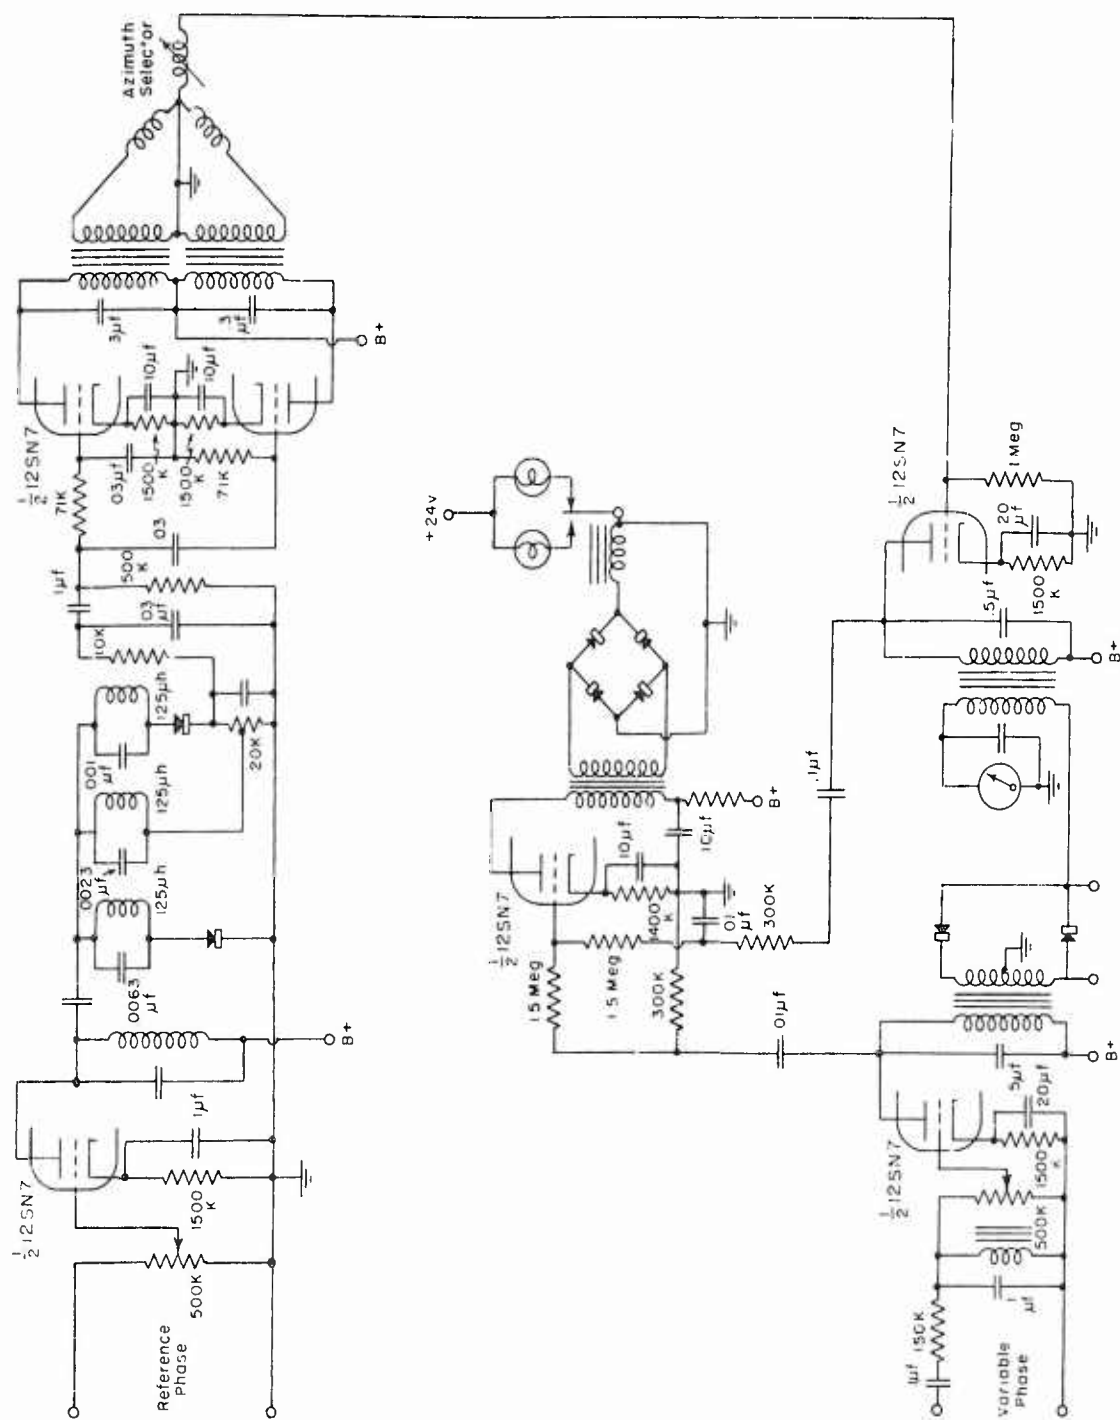 Azimuth
Selector
3µf
.3
µf
B+
10µf
10µf
½ 12SN7
03µf
1500
K
1500
K
71K
71K
03
500
K
1µf
03
µf
10K
125µh
001
µf
20K
125µh
0023
µf
125µh
0063
µf
B+
½ 12SN7
1µf
1500
K
500K
Reference
Phase
+24v
½ 12SN7
10µf
10µf
B+
1400
K
01
µf
300K
1.5 Meg
1.5 Meg
300K
.1µf
01µf
½ 12SN7
1 Meg
20
µf
1500
K
.5µf
B+
B+
5µf
20µf
½ 12SN7
1500
K
500K
1
µf
150K
.1µf
Variable
Phase